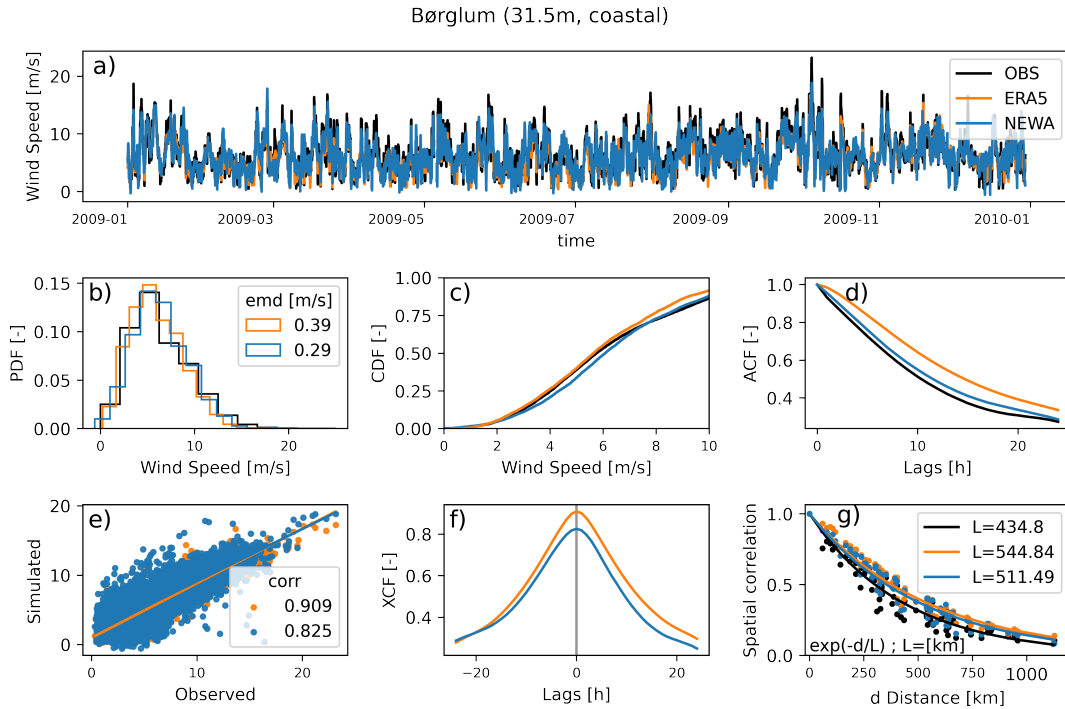 Børglum (31.5m, coastal)
a)
Wind Speed [m/s]
20
10
0
OBS
ERA5
NEWA
2009-01
2009-03
2009-05
2009-07
2009-09
2009-11
2010-01
time
b)
PDF [-]
0.15
0.10
0.05
0.00
emd [m/s]
0.39
0.29
0
10
20
Wind Speed [m/s]
c)
CDF [-]
1.00
0.75
0.50
0.25
0.00
0
2
4
6
8
10
Wind Speed [m/s]
d)
ACF [-]
1.0
0.8
0.6
0.4
0
10
20
Lags [h]
e)
Simulated
20
10
0
corr
0.909
0.825
0
10
20
Observed
f)
XCF [-]
0.8
0.6
0.4
−20
0
20
Lags [h]
g)
Spatial correlation
1.0
0.5
0.0
L=434.8
L=544.84
L=511.49
exp(-d/L) ; L=[km]
0
250
500
750
1000
d Distance [km]